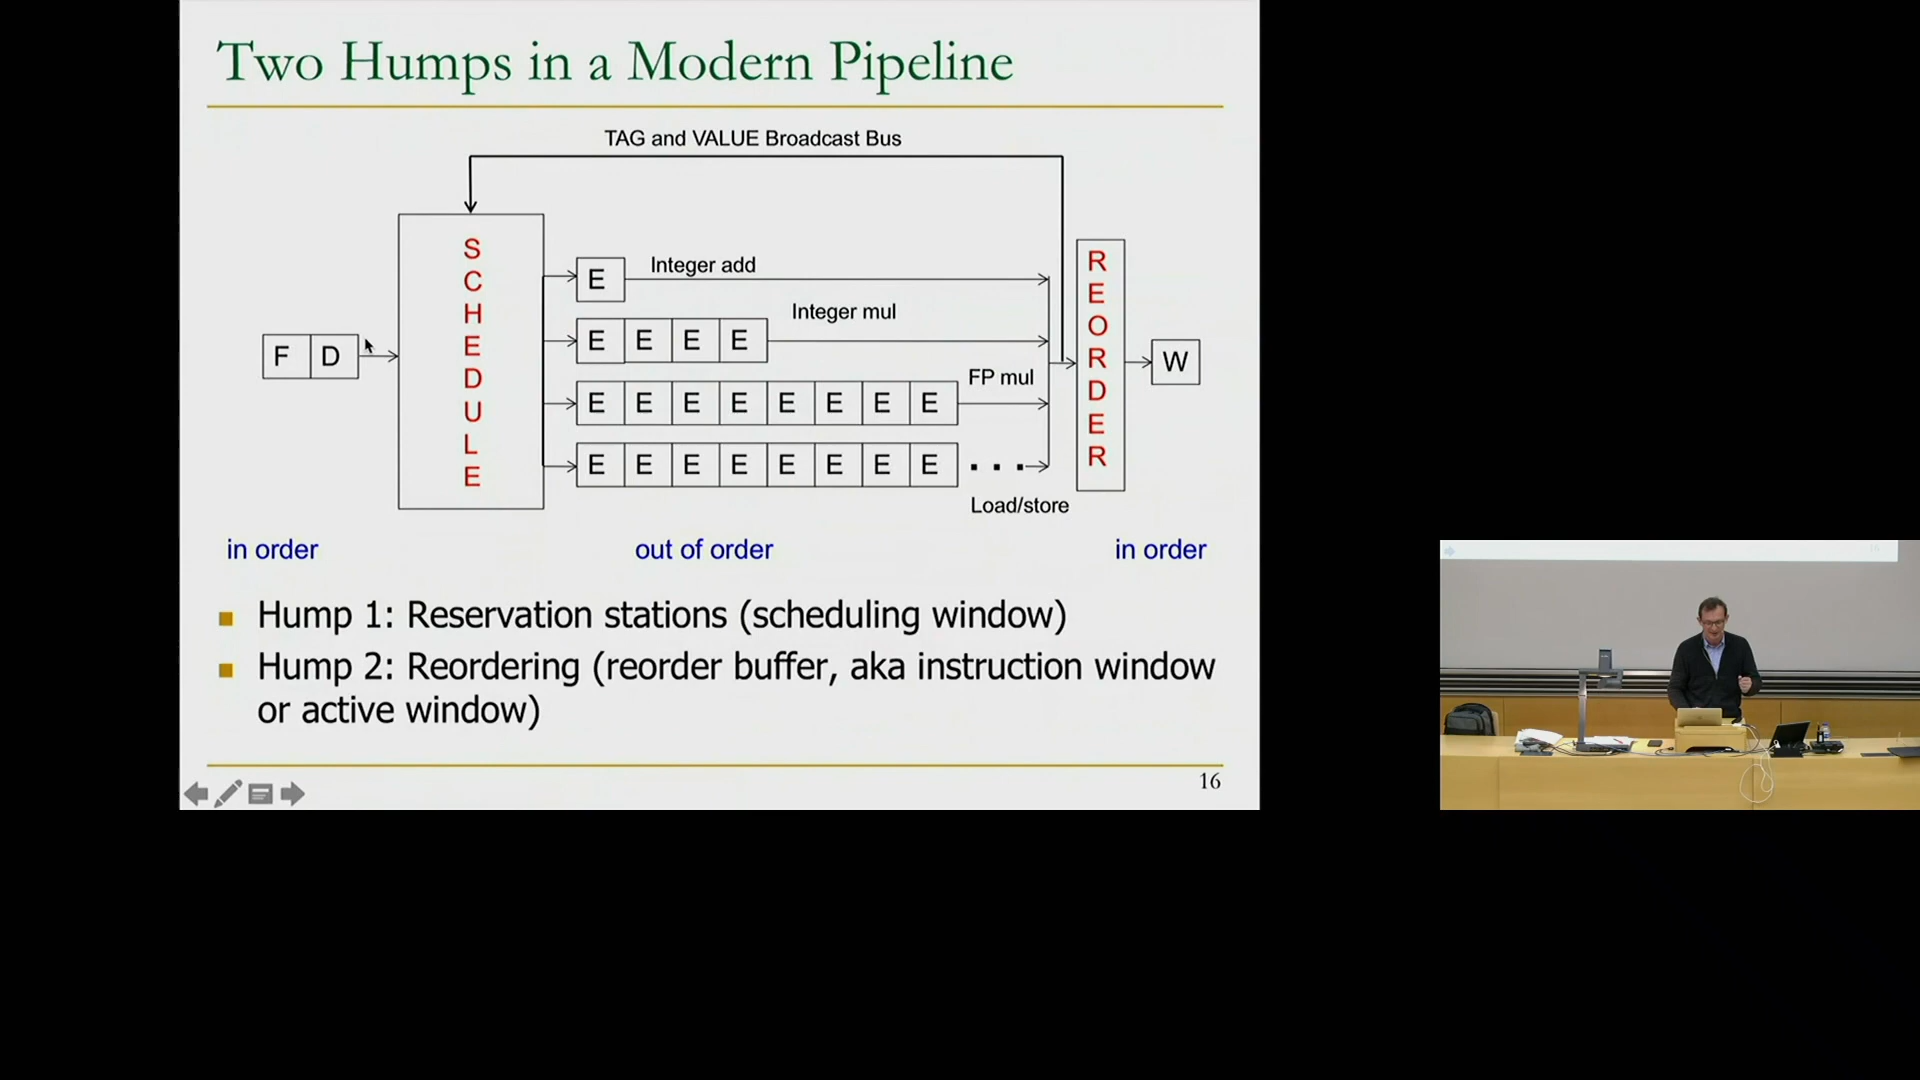 Two Humps in a Modern Pipeline
TAG and VALUE Broadcast Bus
F D
SCHEDULE
E
Integer add
E E E E
Integer mul
E E E E E E E E
FP mul
E E E E E E E E . . .
Load/store
REORDER
W
in order
out of order
in order
Hump 1: Reservation stations (scheduling window)
Hump 2: Reordering (reorder buffer, aka instruction window
or active window)
16